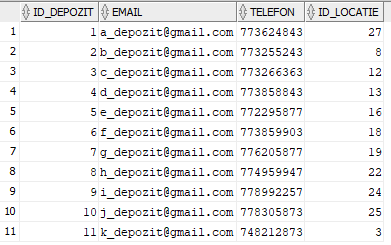 ID_DEPOZIT EMAIL TELEFON ID_LOCATIE
1 1 a_depozit@gmail.com 773624843 27
2 2 b_depozit@gmail.com 773255243 8
3 3 c_depozit@gmail.com 773266363 12
4 4 d_depozit@gmail.com 773858843 13
5 5 e_depozit@gmail.com 772295877 16
6 6 f_depozit@gmail.com 773859903 18
7 7 g_depozit@gmail.com 776205877 19
8 8 h_depozit@gmail.com 774959947 22
9 9 i_depozit@gmail.com 778992257 24
10 10 j_depozit@gmail.com 778305873 25
11 11 k_depozit@gmail.com 748212873 3